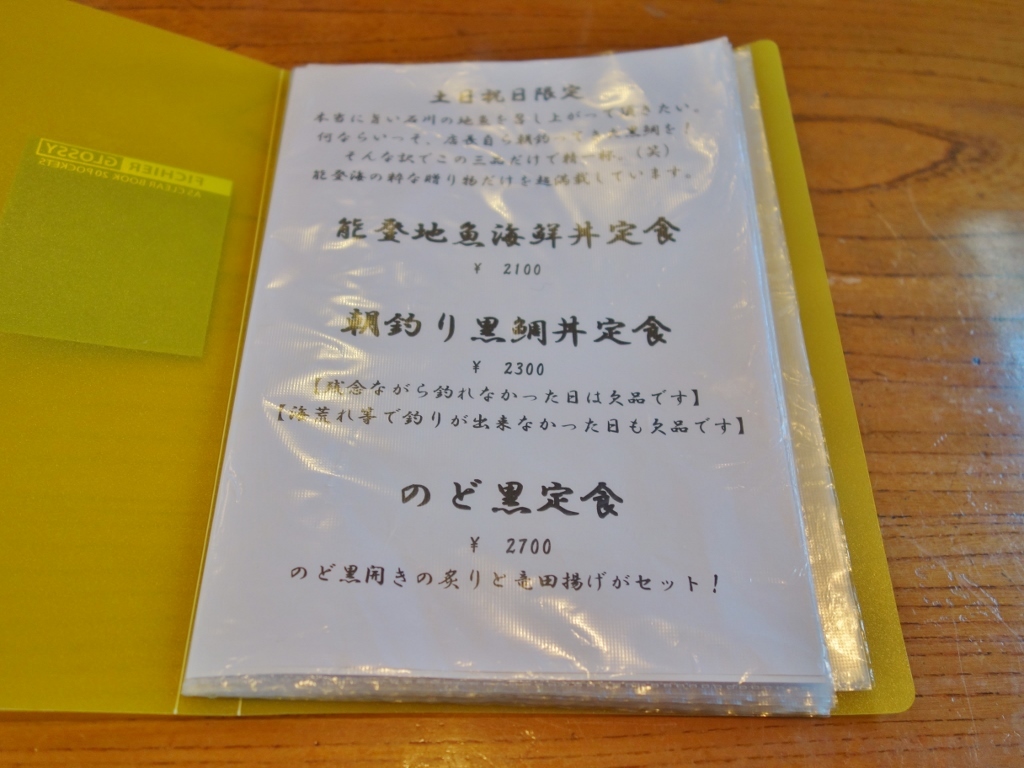 土日祝日限定
本当に旨い石川の地魚を召し上がって頂きたい。
何ならいっそ、店長自ら朝釣ってきた黒鯛を!
そんな訳でこの三品だけで精一杯。(笑)
能登海の粋な贈り物だけを超満載しています。
能登地魚海鮮丼定食
¥ 2100
朝釣り黒鯛丼定食
¥ 2300
【残念ながら釣れなかった日は欠品です】
【海荒れ等で釣りが出来なかった日も欠品です】
のど黒定食
¥ 2700
のど黒開きの炙りと竜田揚げがセット!
FICHIER GLOSSY
A5 CLEAR BOOK 20 POCKETS